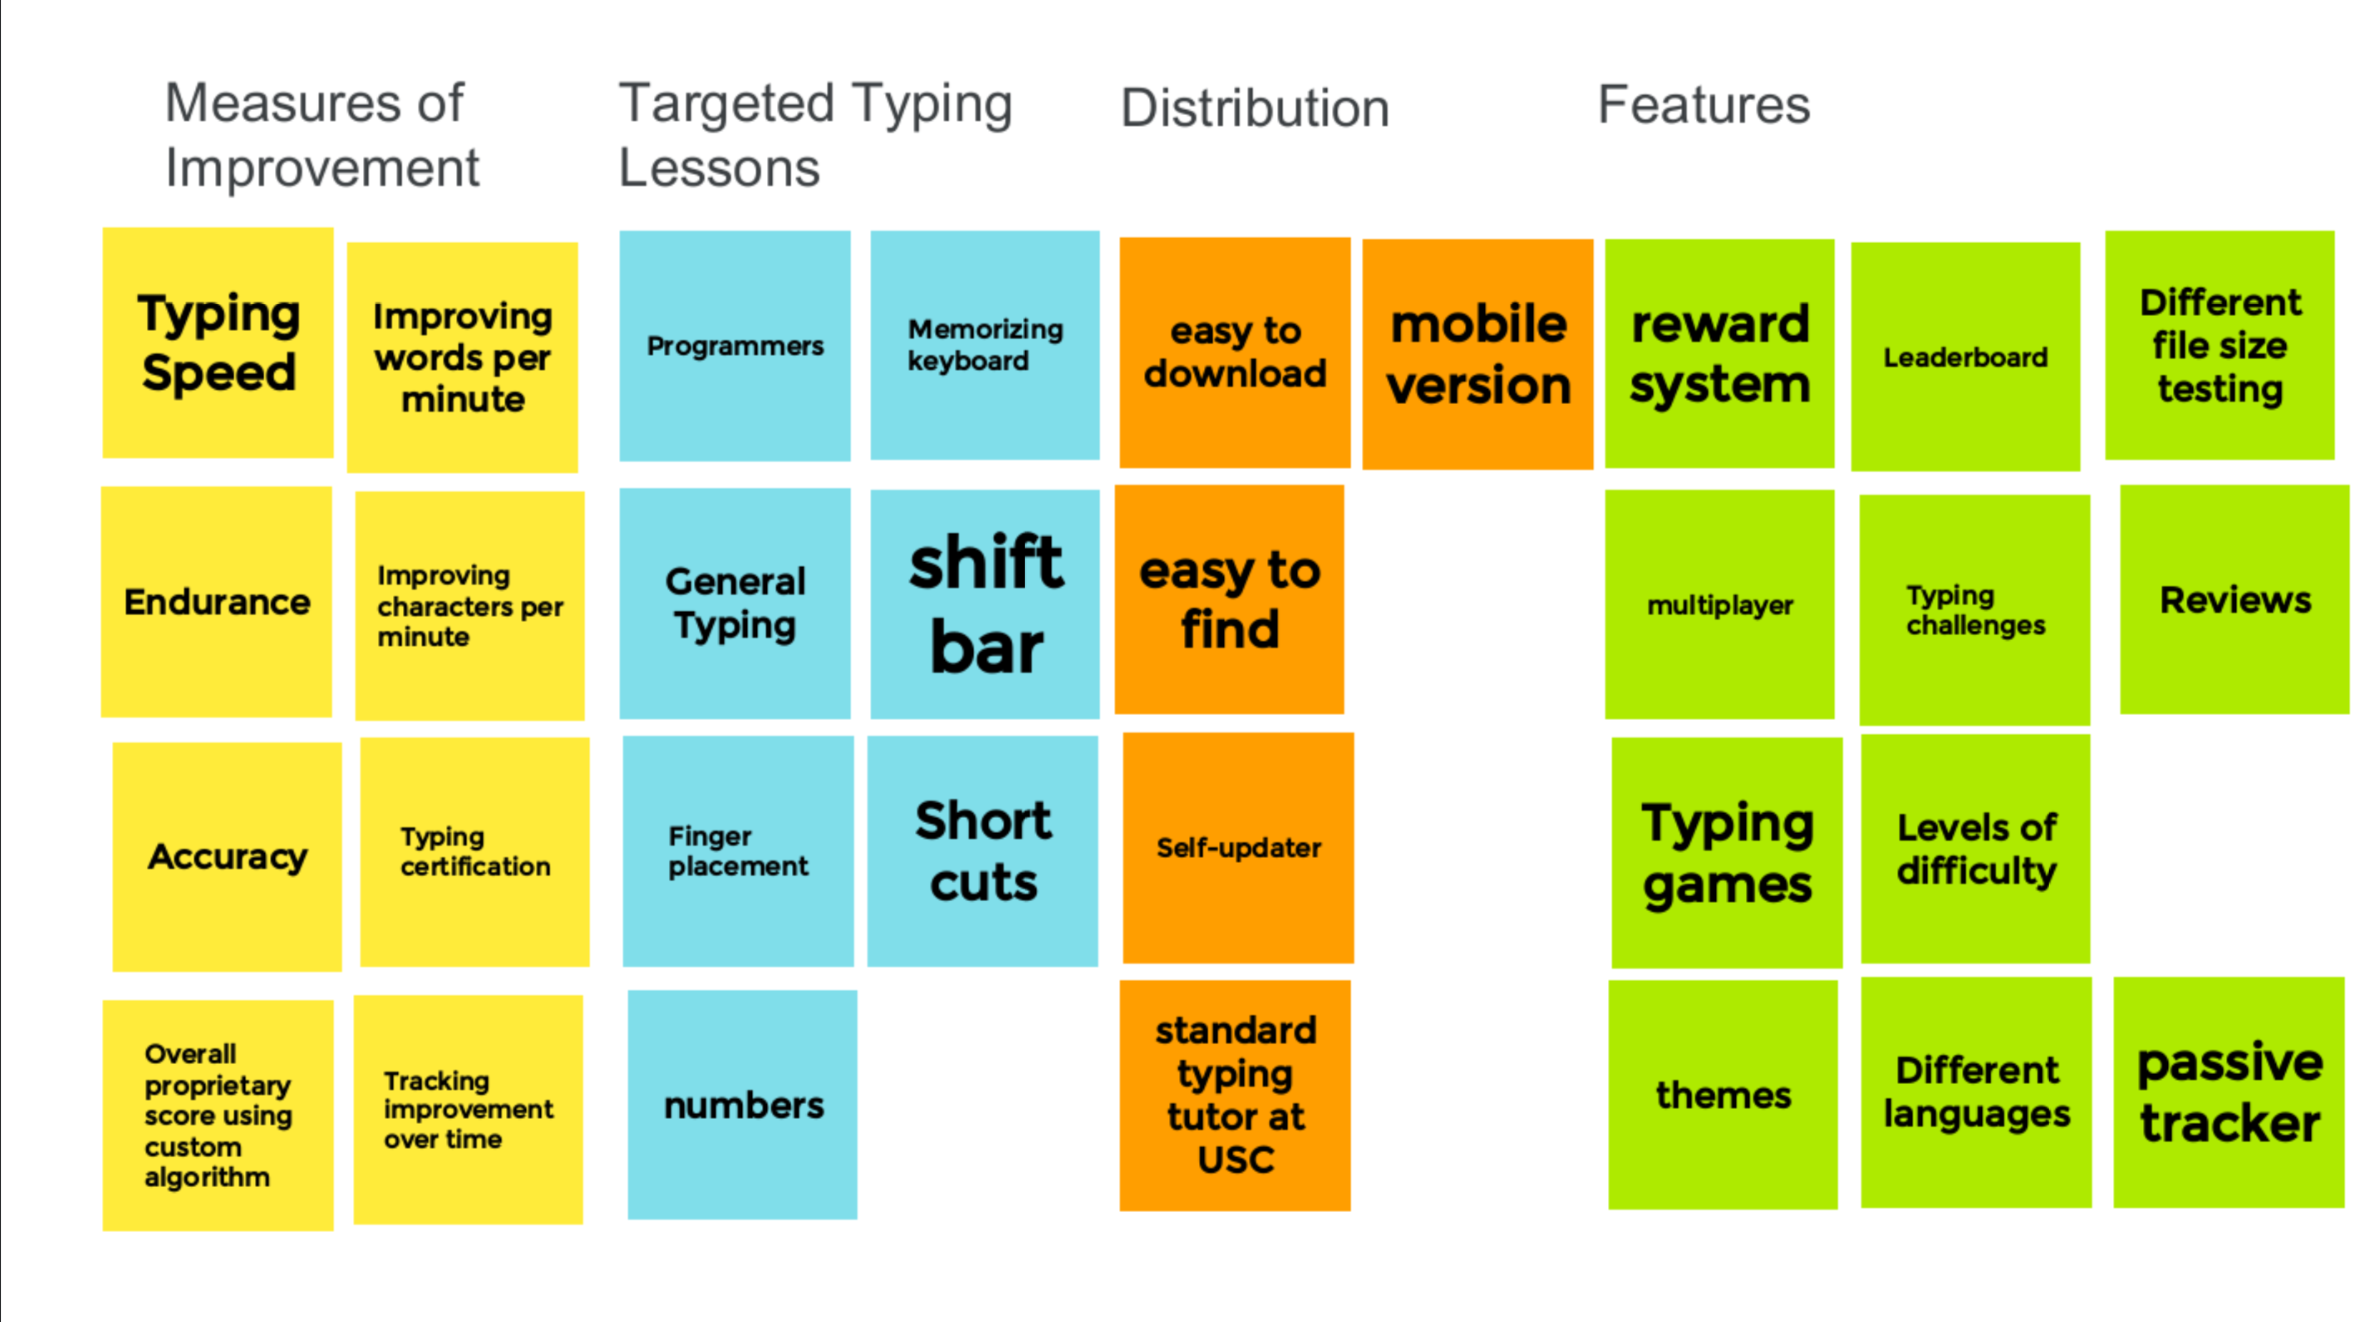 Measures of
Improvement
Targeted Typing
Lessons
Distribution
Features
Typing
Speed
Improving
words per
minute
Endurance
Improving
characters per
minute
Accuracy
Typing
certification
Overall
proprietary
score using
custom
algorithm
Tracking
improvement
over time
Programmers
Memorizing
keyboard
General
Typing
shift
bar
Finger
placement
Short
cuts
numbers
easy to
download
mobile
version
easy to
find
Self-updater
standard
typing
tutor at
USC
reward
system
Leaderboard
Different
file size
testing
multiplayer
Typing
challenges
Reviews
Typing
games
Levels of
difficulty
themes
Different
languages
passive
tracker